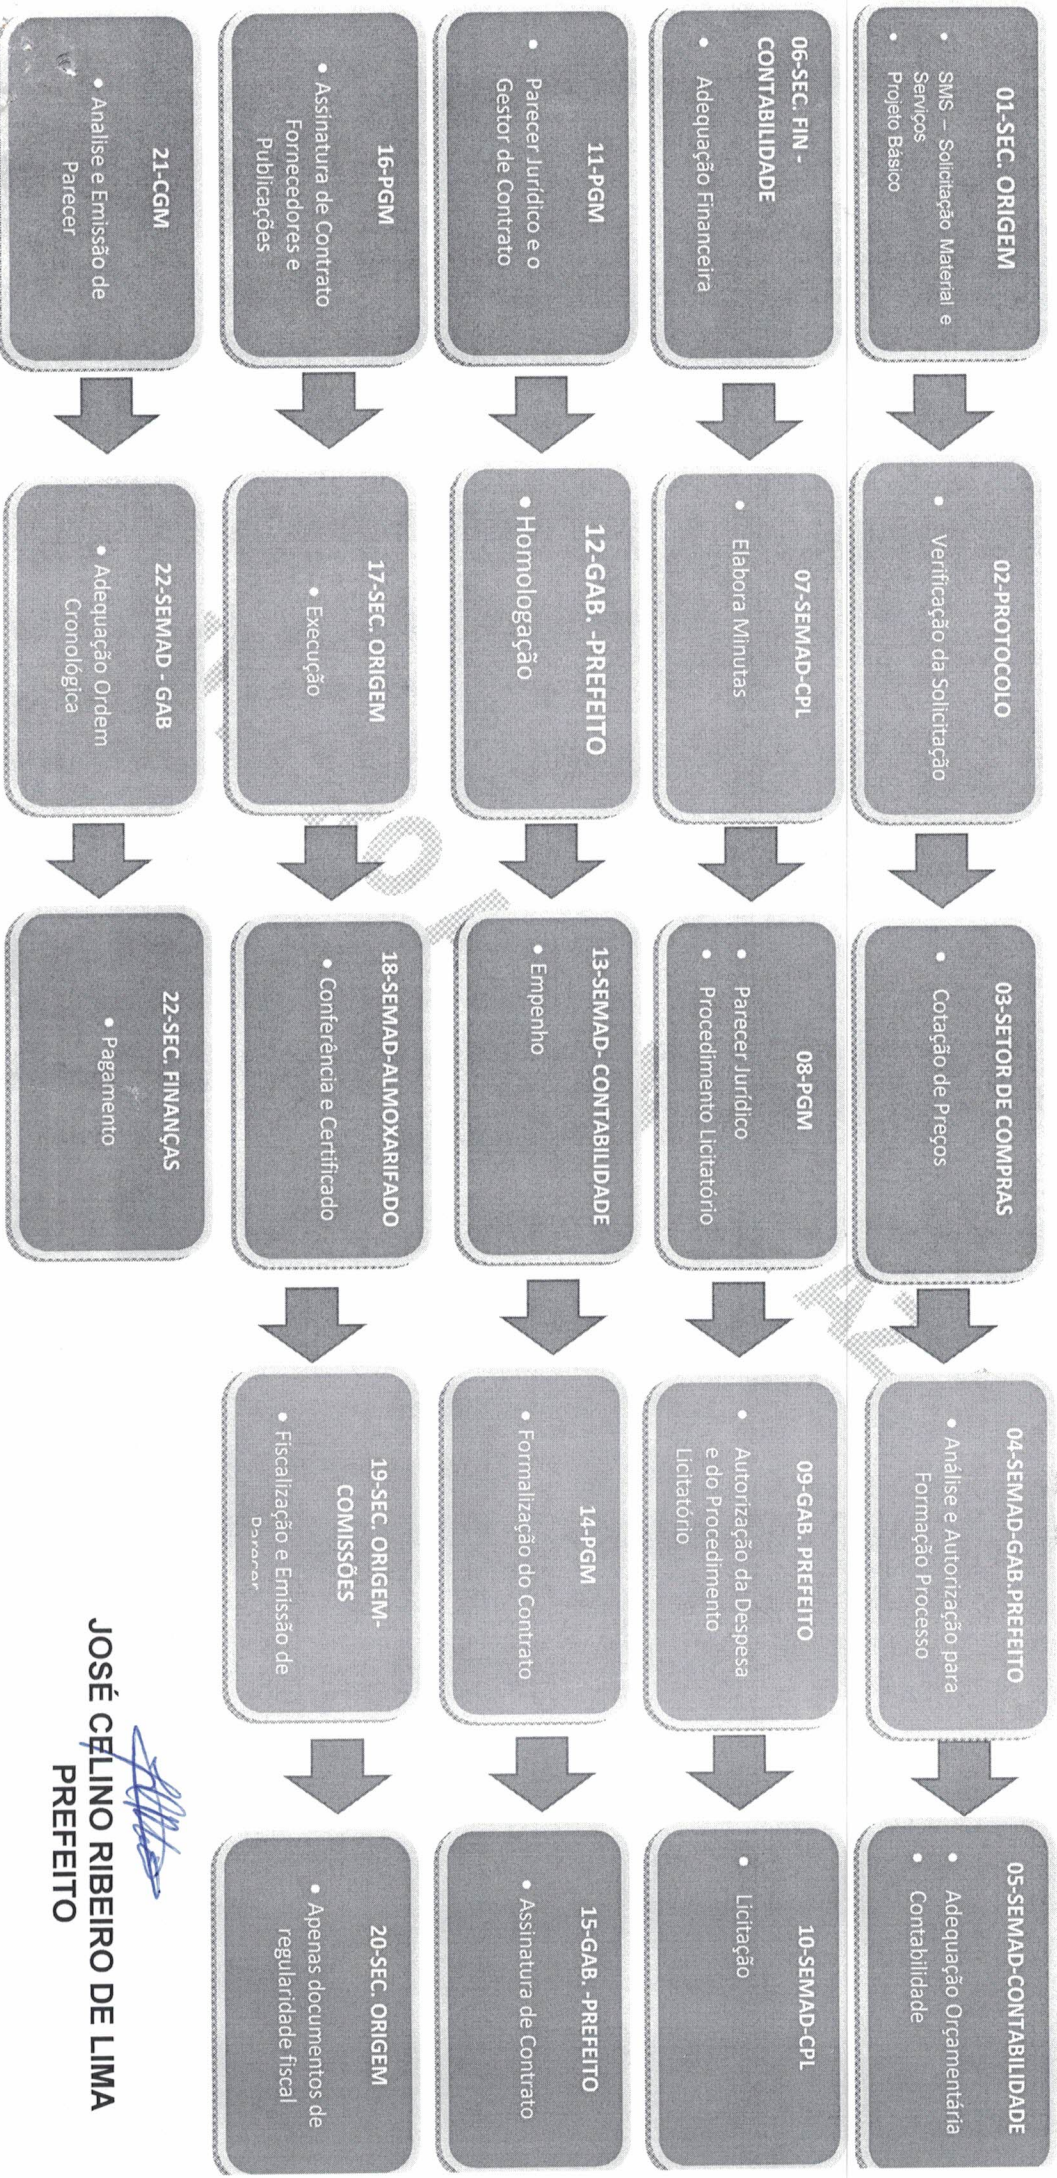 01-SEC. ORIGEM
• SMS – Solicitação Material e
Serviços
• Projeto Básico
02-PROTOCOLO
• Verificação da Solicitação
03-SETOR DE COMPRAS
• Cotação de Preços
04-SEMAD-GAB.PREFEITO
• Análise e Autorização para
Formação Processo
05-SEMAD-CONTABILIDADE
• Adequação Orçamentária
• Contabilidade
06-SEC. FIN -
CONTABILIDADE
• Adequação Financeira
07-SEMAD-CPL
• Elabora Minutas
08-PGM
• Parecer Jurídico
• Procedimento Licitatório
09-GAB. PREFEITO
• Autorização da Despesa
e do Procedimento
Licitatório
10-SEMAD-CPL
• Licitação
11-PGM
• Parecer Jurídico e o
Gestor de Contrato
12-GAB. -PREFEITO
• Homologação
13-SEMAD- CONTABILIDADE
• Empenho
14-PGM
• Formalização do Contrato
15-GAB. -PREFEITO
• Assinatura de Contrato
16-PGM
• Assinatura de Contrato
Fornecedores e
Publicações
17-SEC. ORIGEM
• Execução
18-SEMAD-ALMOXARIFADO
• Conferência e Certificado
19-SEC. ORIGEM-
COMISSÕES
• Fiscalização e Emissão de
Parecer
20-SEC. ORIGEM
• Apenas documentos de
regularidade fiscal
21-CGM
• Analise e Emissão de
Parecer
22-SEMAD - GAB
• Adequação Ordem
Cronológica
22-SEC. FINANÇAS
• Pagamento
JOSÉ CELINO RIBEIRO DE LIMA
PREFEITO